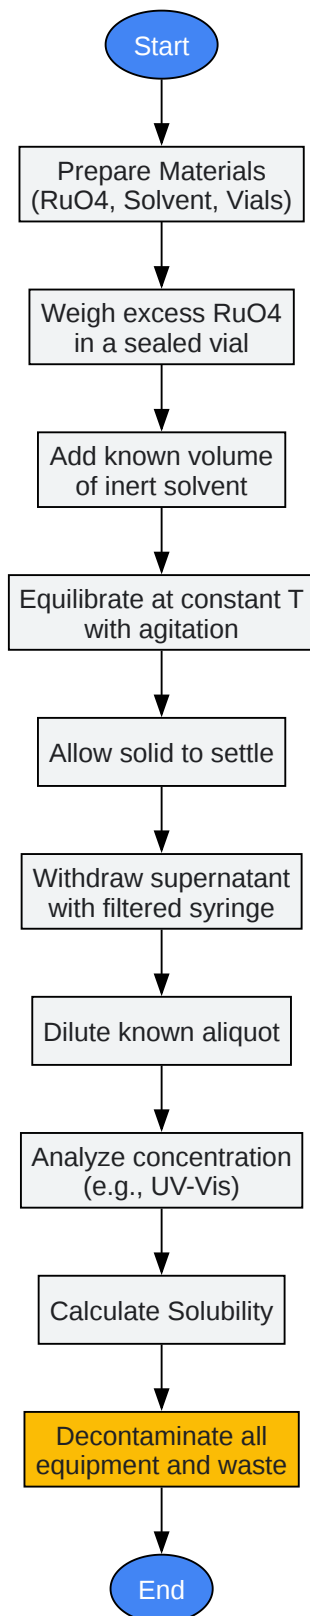 Start
Prepare Materials
(RuO4, Solvent, Vials)
Weigh excess RuO4
in a sealed vial
Add known volume
of inert solvent
Equilibrate at constant T
with agitation
Allow solid to settle
Withdraw supernatant
with filtered syringe
Dilute known aliquot
Analyze concentration
(e.g., UV-Vis)
Calculate Solubility
Decontaminate all
equipment and waste
End